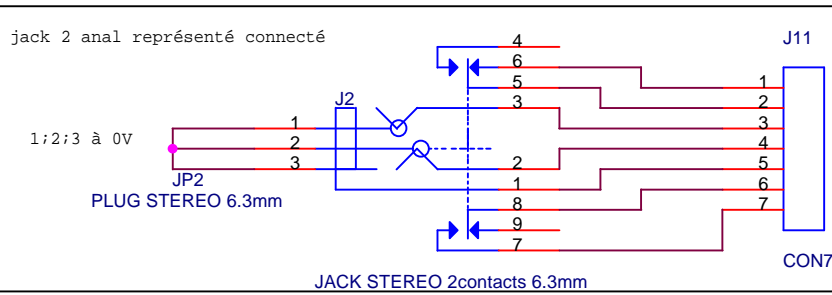 jack 2 anal représenté connecté
4
J11
6
5
1
J2
3
2
1
3
1;2;3 à 0V
2
4
3
2
5
JP2
1
6
PLUG STEREO 6.3mm
8
7
9
7
CON7
JACK STEREO 2contacts 6.3mm